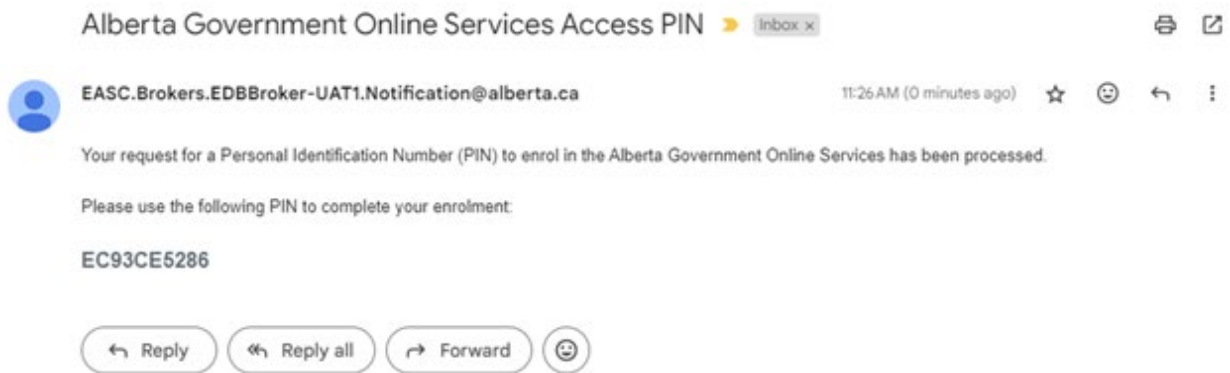 Alberta Government Online Services Access PIN Inbox x
EASC.Brokers.EDBBroker-UAT1.Notification@alberta.ca 11:26 AM (0 minutes ago)
Your request for a Personal Identification Number (PIN) to enrol in the Alberta Government Online Services has been processed.
Please use the following PIN to complete your enrolment:
EC93CE5286
Reply Reply all Forward